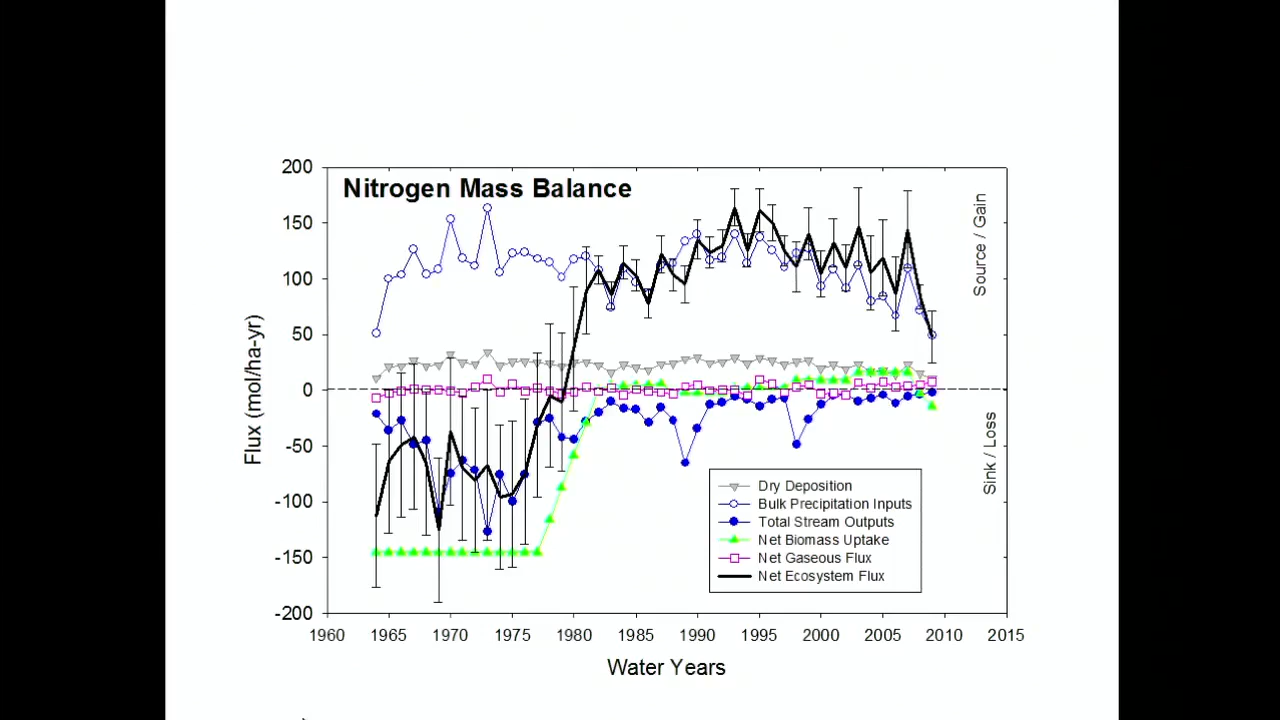 Nitrogen Mass Balance
200
150
100
50
0
-50
-100
-150
-200
Flux (mol/ha-yr)
Source / Gain
Sink / Loss
Dry Deposition
Bulk Precipitation Inputs
Total Stream Outputs
Net Biomass Uptake
Net Gaseous Flux
Net Ecosystem Flux
1960 1965 1970 1975 1980 1985 1990 1995 2000 2005 2010 2015
Water Years